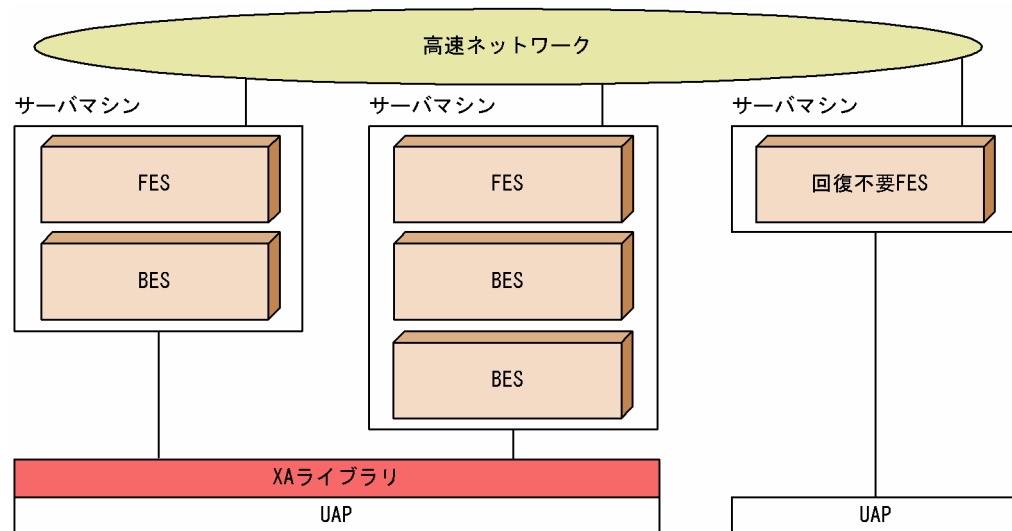 高速ネットワーク
サーバマシン
サーバマシン
サーバマシン
FES
FES
回復不要FES
BES
BES
BES
XAライブラリ
UAP
UAP